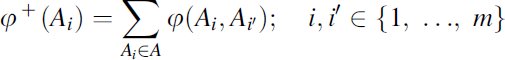 φ⁺(Aᵢ) = ∑_{Aᵢ∈A} φ(Aᵢ, Aᵢ′); i, i′ ∈ {1, ..., m}